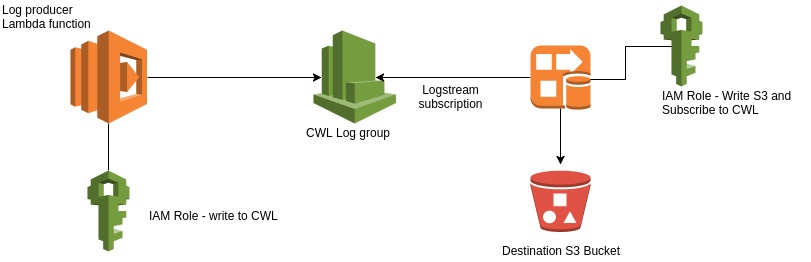 Log producer
Lambda function
CWL Log group
Logstream
subscription
IAM Role - Write S3 and
Subscribe to CWL
IAM Role - write to CWL
Destination S3 Bucket